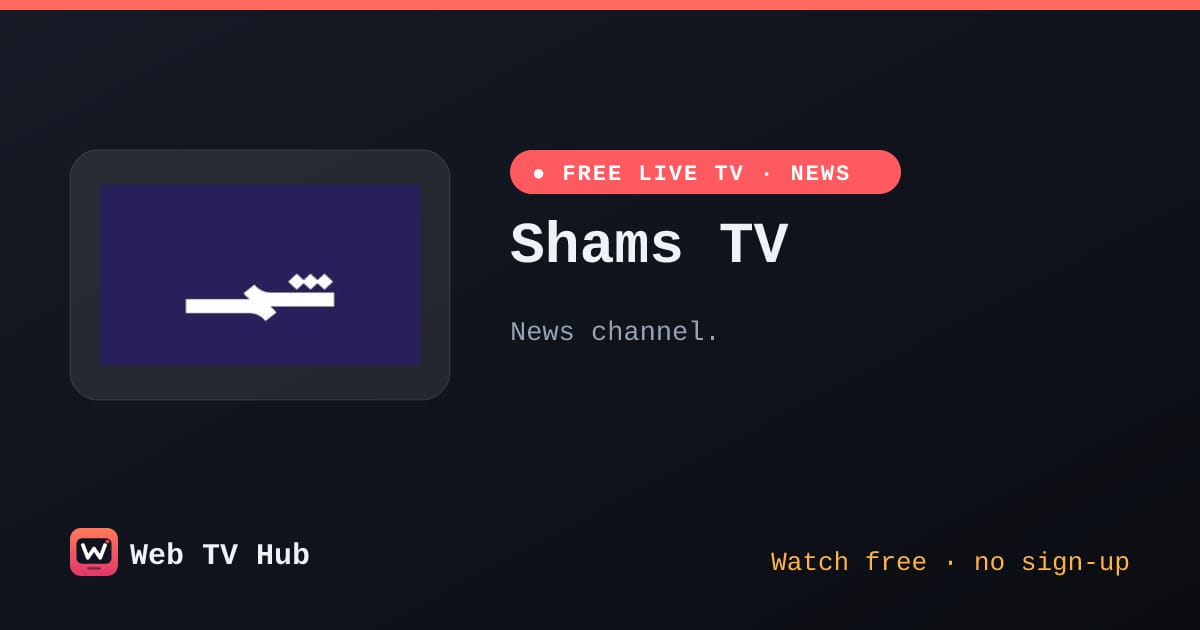 ● FREE LIVE TV · NEWS
Shams TV
News channel.
Web TV Hub
Watch free · no sign-up